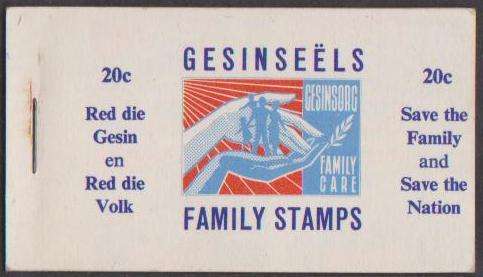 GESINSEËLS
20c
Red die
Gesin
en
Red die
Volk
GESINSORG
FAMILY
CARE
20c
Save the
Family
and
Save the
Nation
FAMILY STAMPS